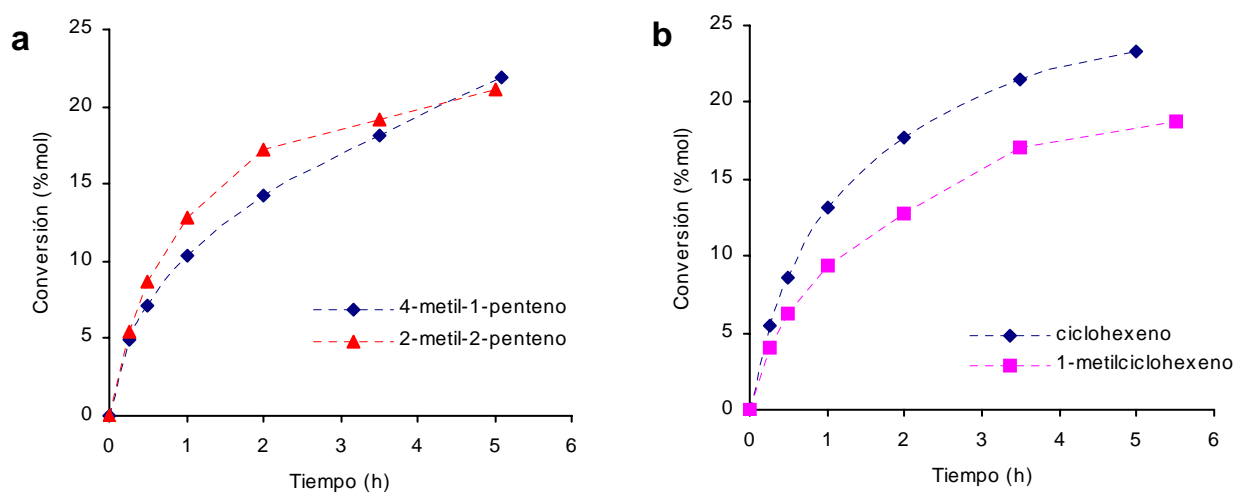 a
25
20
15
10
5
0
Conversión (%mol)
4-metil-1-penteno
2-metil-2-penteno
0 1 2 3 4 5 6
Tiempo (h)
b
25
20
15
10
5
0
Conversión (%mol)
ciclohexeno
1-metilciclohexeno
0 1 2 3 4 5 6
Tiempo (h)